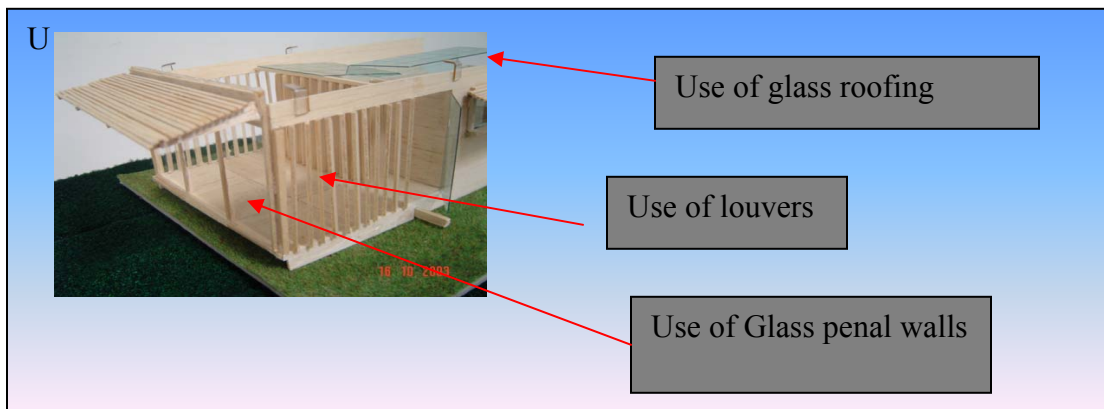 U
Use of glass roofing
Use of louvers
16 10 2003
Use of Glass penal walls